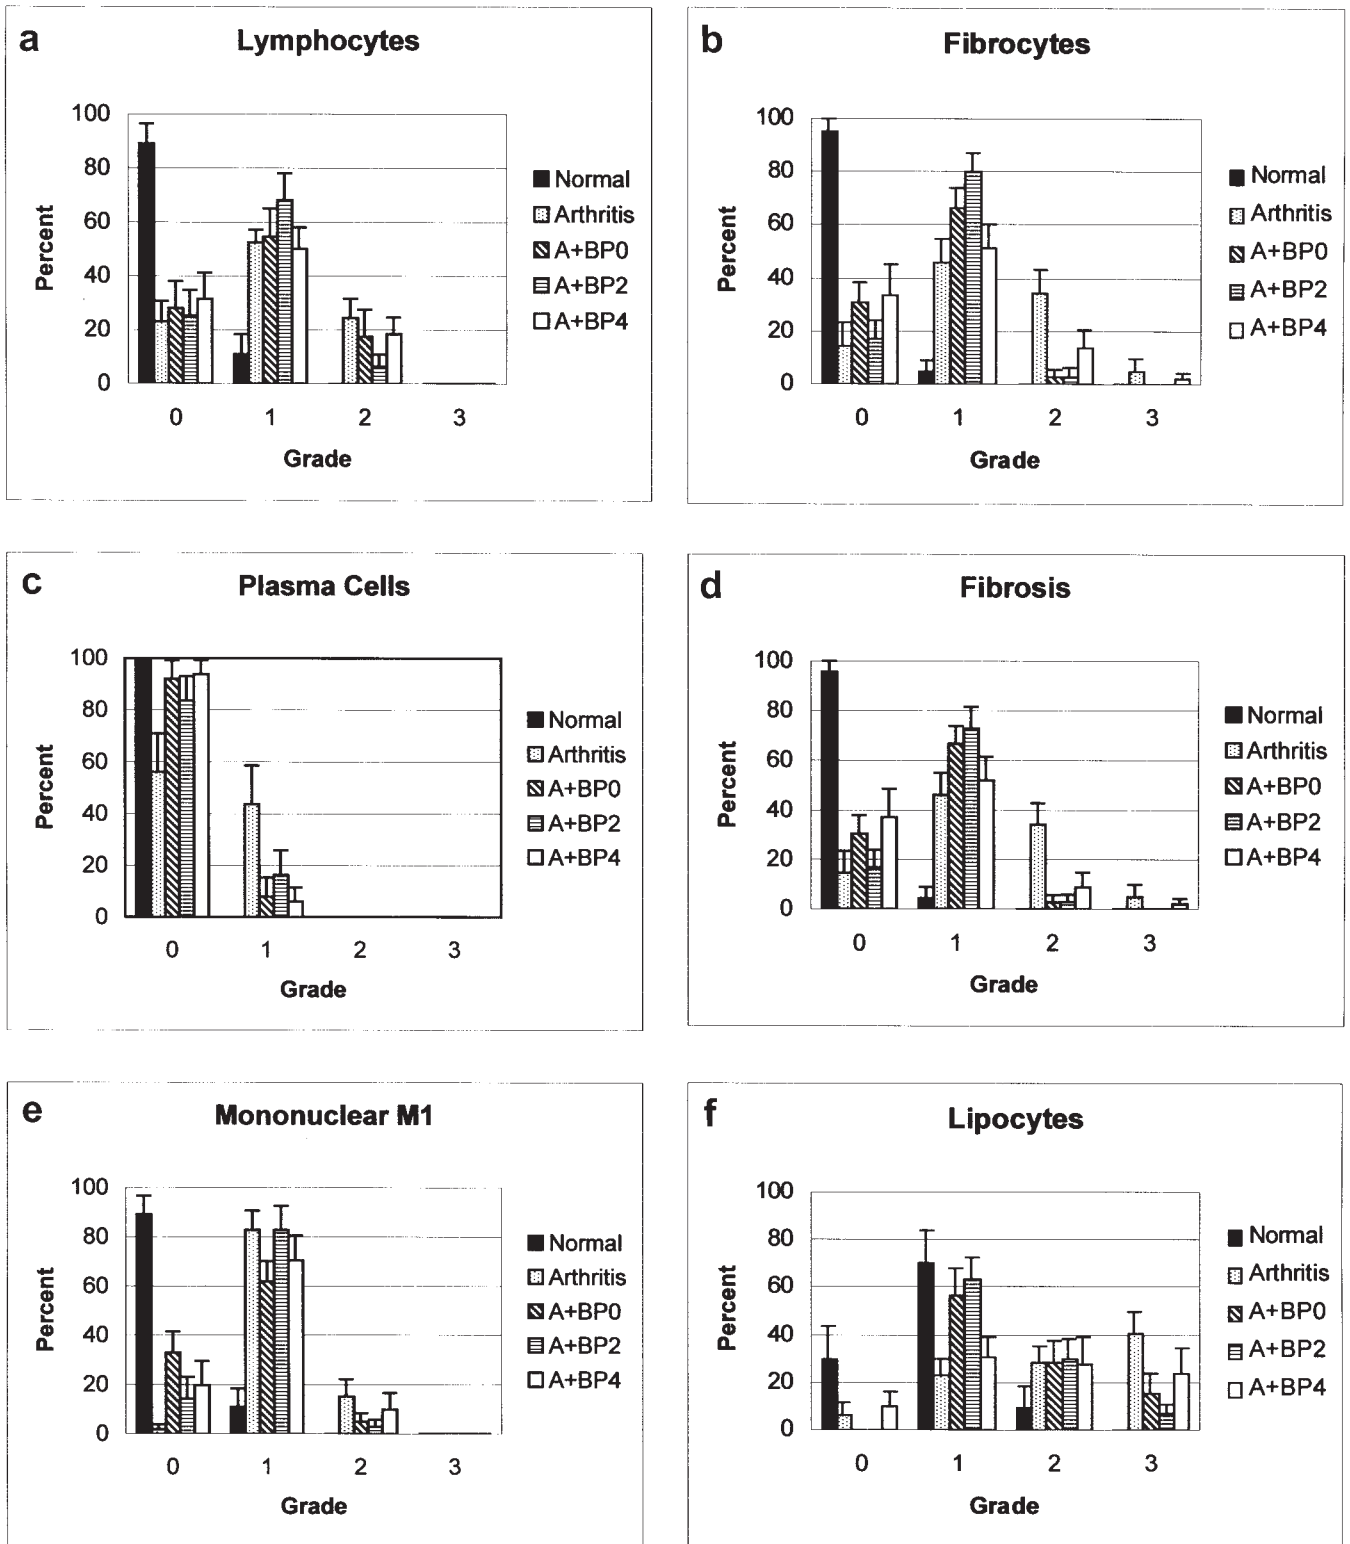 a
Lymphocytes
100
80
60
40
20
0
Percent
0 1 2 3
Grade
Normal
Arthritis
A+BP0
A+BP2
A+BP4
b
Fibrocytes
100
80
60
40
20
0
Percent
0 1 2 3
Grade
Normal
Arthritis
A+BP0
A+BP2
A+BP4
c
Plasma Cells
100
80
60
40
20
0
Percent
0 1 2 3
Grade
Normal
Arthritis
A+BP0
A+BP2
A+BP4
d
Fibrosis
100
80
60
40
20
0
Percent
0 1 2 3
Grade
Normal
Arthritis
A+BP0
A+BP2
A+BP4
e
Mononuclear M1
100
80
60
40
20
0
Percent
0 1 2 3
Grade
Normal
Arthritis
A+BP0
A+BP2
A+BP4
f
Lipocytes
100
80
60
40
20
0
Percent
0 1 2 3
Grade
Normal
Arthritis
A+BP0
A+BP2
A+BP4